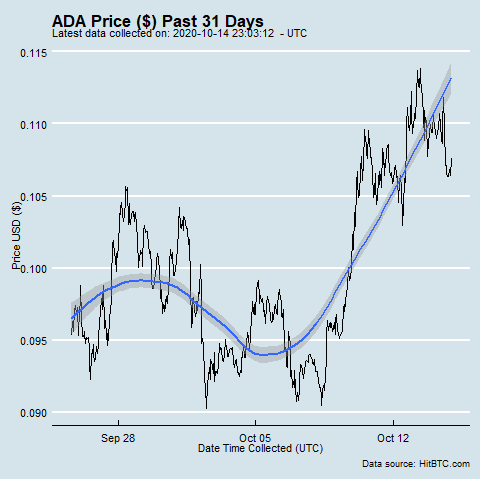 ADA Price ($) Past 31 Days
Latest data collected on: 2020-10-14 23:03:12 - UTC
0.115
0.110
0.105
0.100
0.095
0.090
Price USD ($)
Sep 28
Oct 05
Oct 12
Date Time Collected (UTC)
Data source: HitBTC.com